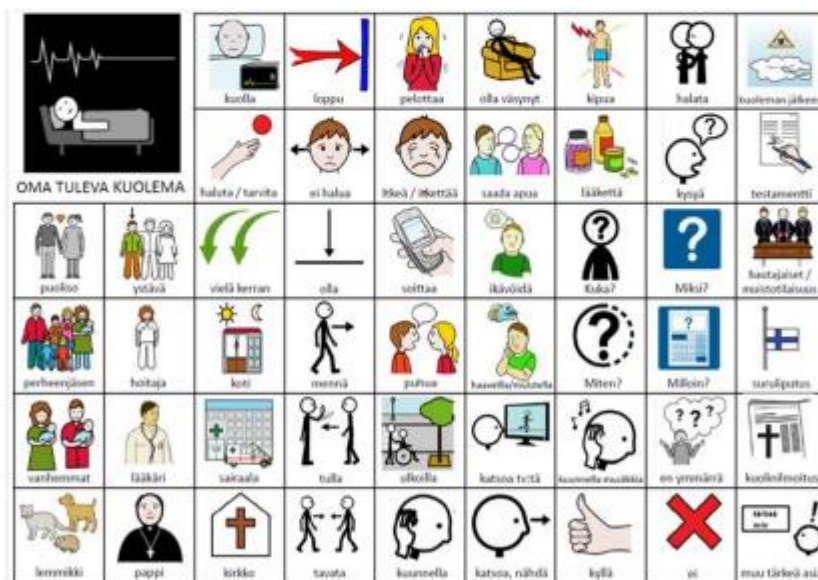 kuolla loppu pelottaa olla väsynyt kipua halata kuoleman jälkeen
OMA TULEVA KUOLEMA haluta / tarvita ei halua itkeä / itkettää saada apua lääkettä kysyä testamentti
puoliso ystävä vielä kerran olla soittaa ikävöidä Kuka? Miksi? hautajaiset / muistotilaisuus
perheenjäsen hoitaja koti mennä puhua haaveilla/muistella Miten? Milloin? suruliputus
vanhemmat lääkäri sairaala tulla ulkoilla katsoa tv:tä kuunnella musiikkia en ymmärrä kuolinilmoitus
lemmikki pappi kirkko tavata kuunnella katsoa, nähdä kyllä ei muu tärkeä asia